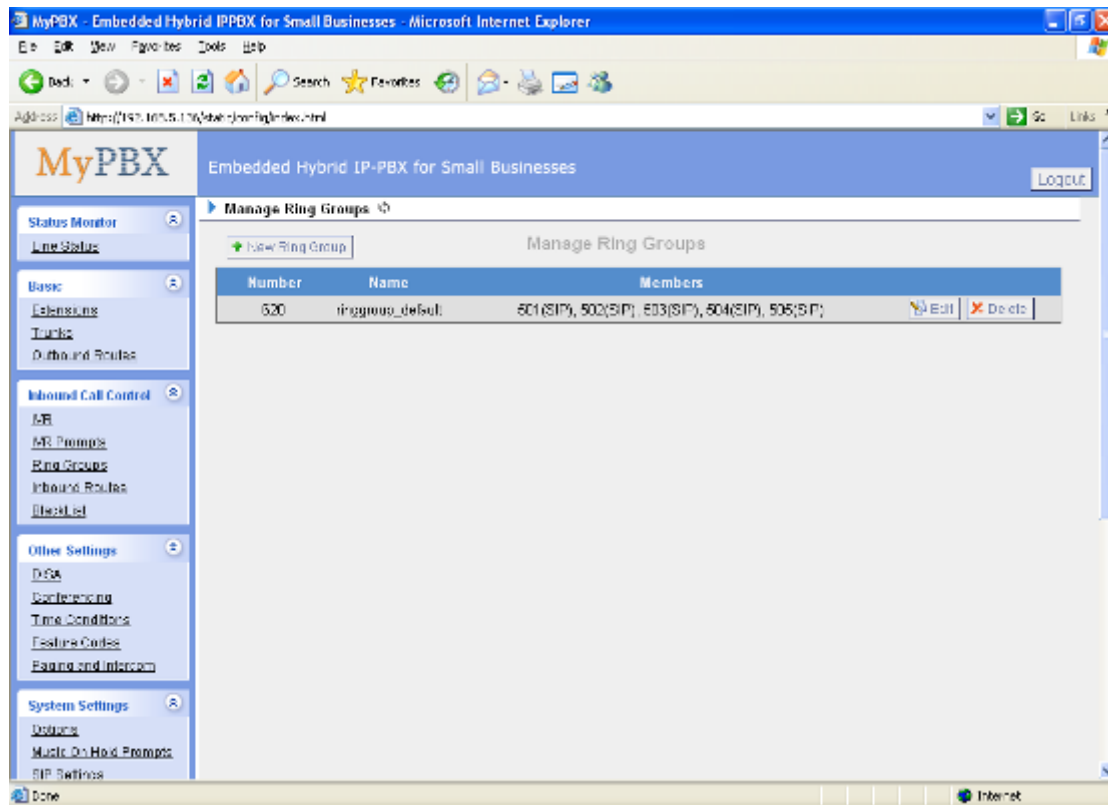 MyPBX - Embedded Hybrid IPPBX for Small Businesses - Microsoft Internet Explorer
File Edit View Favorites Tools Help
Back Search Favorites
Address Go Links
MyPBX
Embedded Hybrid IP-PBX for Small Businesses
Logout
Status Monitor
Line Status
Basic
Extensions
Trunks
Outbound Routes
Inbound Call Control
IVR
IVR Prompts
Ring Groups
Inbound Routes
BlackList
Other Settings
DISA
Conferencing
Time Conditions
Feature Codes
Paging and Intercom
System Settings
Options
Music On Hold Prompts
SIP Settings
Manage Ring Groups
New Ring Group
Manage Ring Groups
Number Name Members
620 ringgroup_default 501(SIP), 502(SIP), 503(SIP), 504(SIP), 505(SIP) Edit Delete
Done Internet